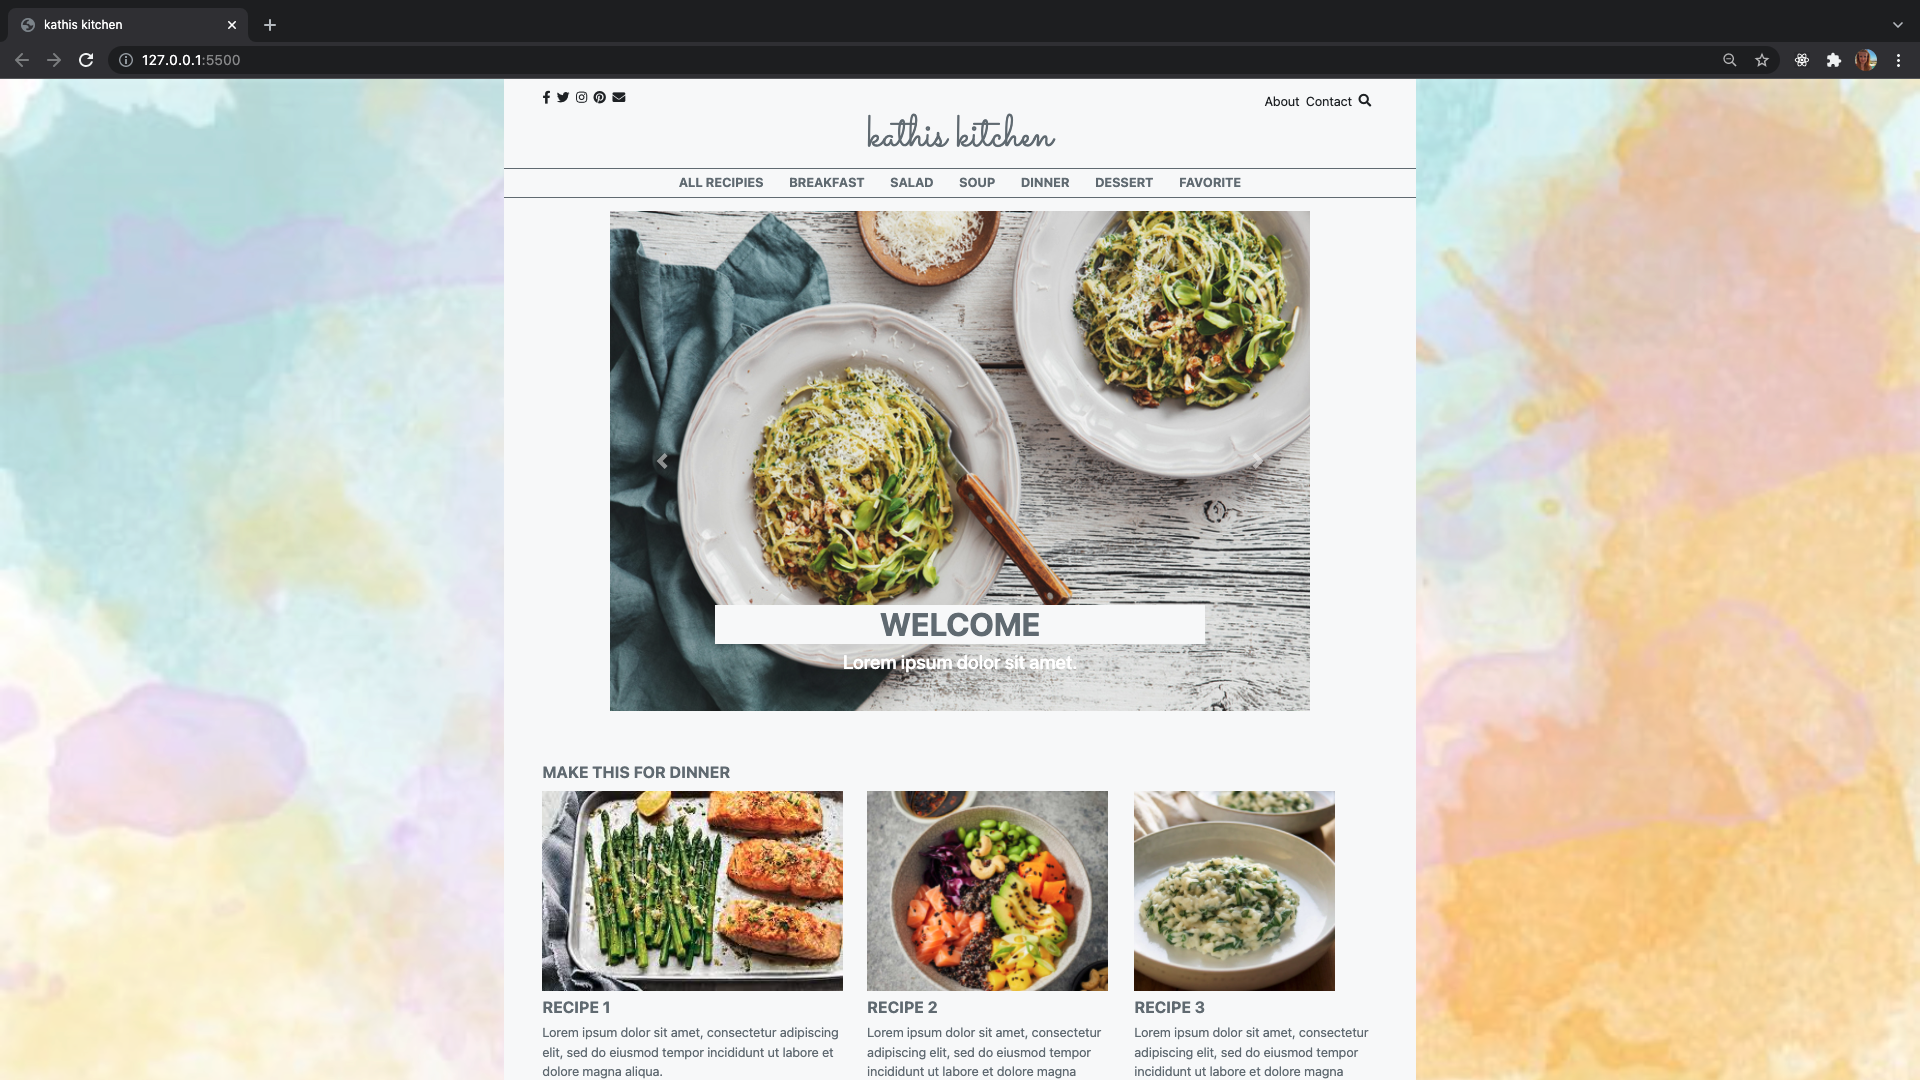 kathis kitchen
127.0.0.1:5500
About Contact
kathis kitchen
ALL RECIPIES BREAKFAST SALAD SOUP DINNER DESSERT FAVORITE
WELCOME
Lorem ipsum dolor sit amet.
MAKE THIS FOR DINNER
RECIPE 1
Lorem ipsum dolor sit amet, consectetur adipiscing
elit, sed do eiusmod tempor incididunt ut labore et
dolore magna aliqua.
RECIPE 2
Lorem ipsum dolor sit amet, consectetur
adipiscing elit, sed do eiusmod tempor
incididunt ut labore et dolore magna
RECIPE 3
Lorem ipsum dolor sit amet, consectetur
adipiscing elit, sed do eiusmod tempor
incididunt ut labore et dolore magna